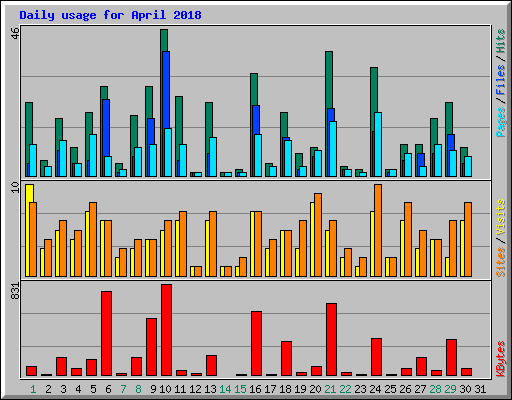 Daily usage for April 2018
46
Pages / Files / Hits
10
Sites / Visits
831
KBytes
1 2 3 4 5 6 7 8 9 10 11 12 13 14 15 16 17 18 19 20 21 22 23 24 25 26 27 28 29 30 31